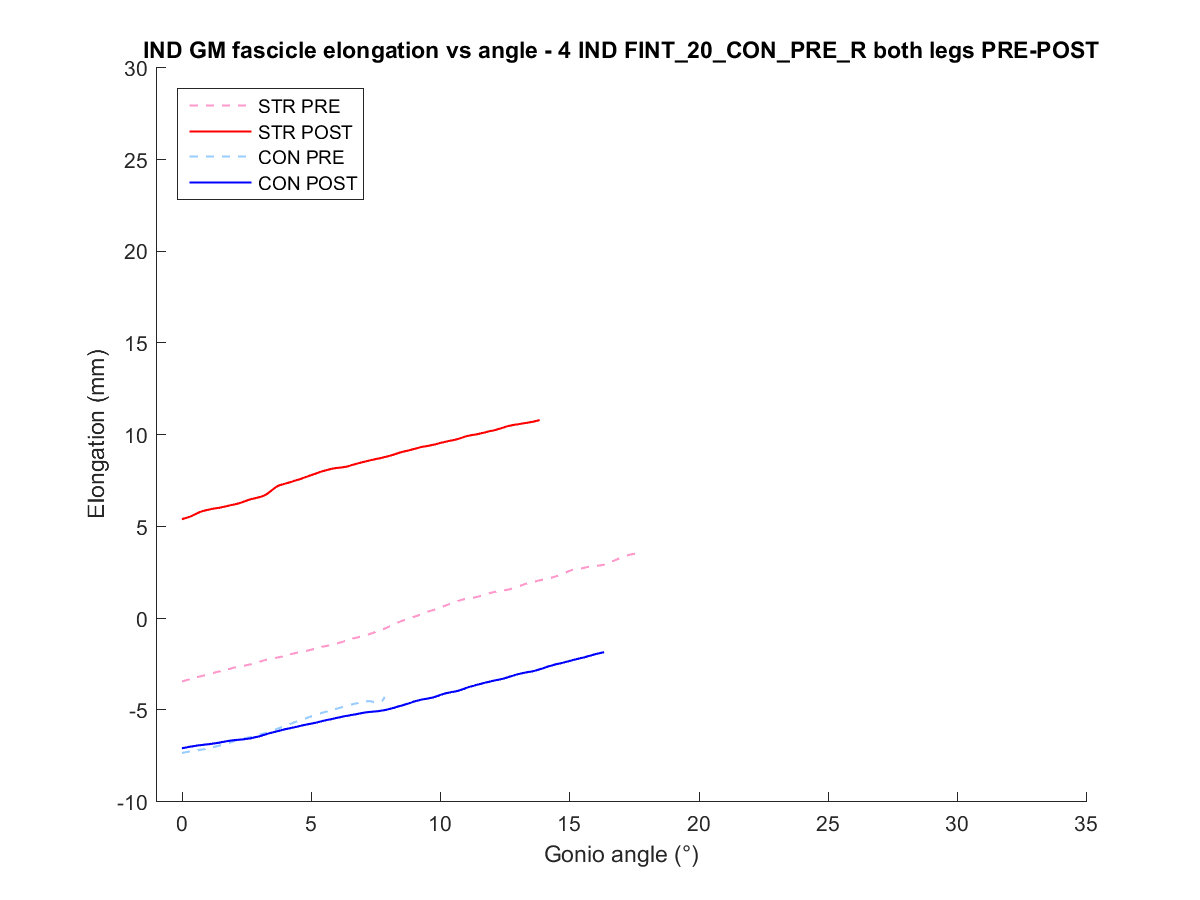 IND GM fascicle elongation vs angle - 4 IND FINT_20_CON_PRE_R both legs PRE-POST
30
25
20
15
10
5
0
-5
-10
Elongation (mm)
STR PRE
STR POST
CON PRE
CON POST
0 5 10 15 20 25 30 35
Gonio angle (°)